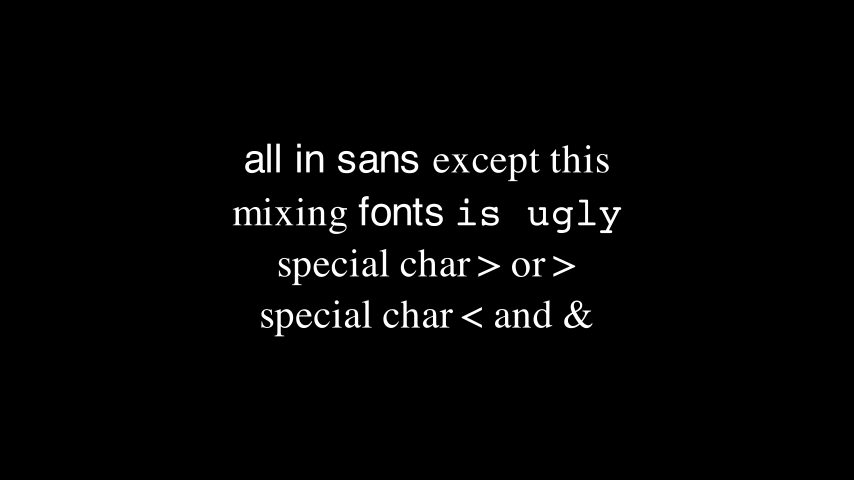 all in sans except this
mixing fonts is ugly
special char > or >
special char < and &